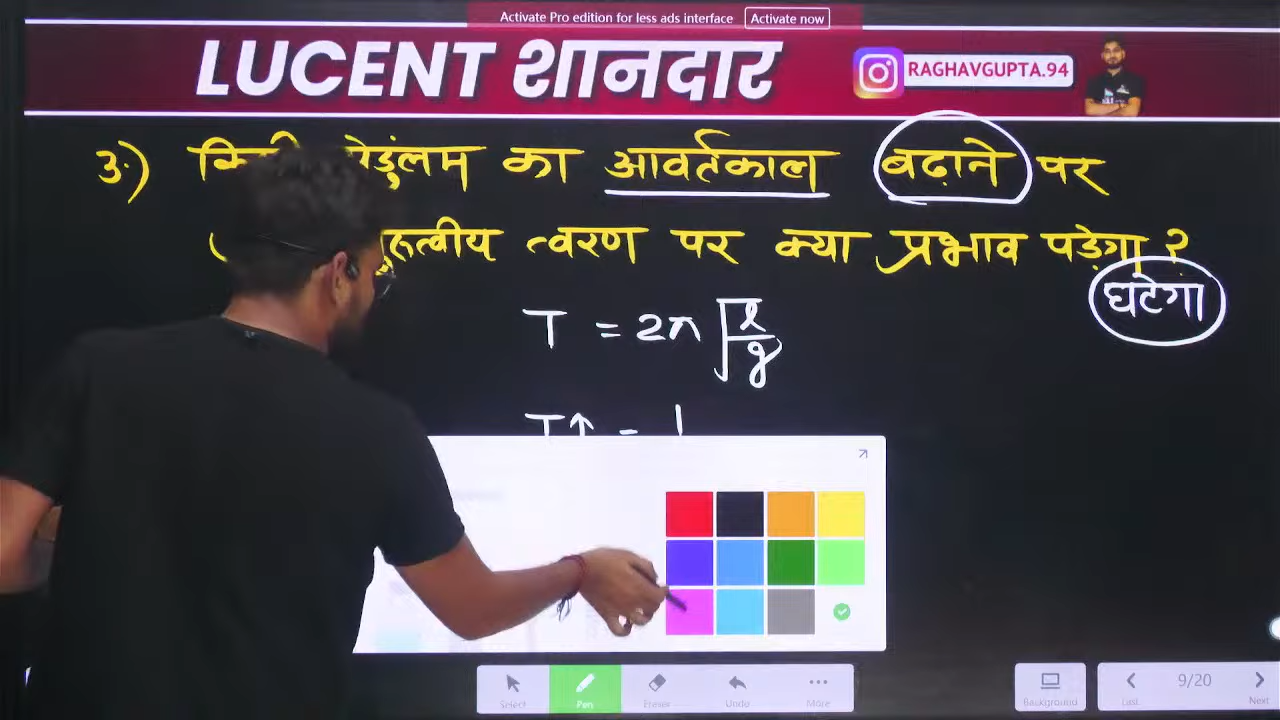 Activate Pro edition for less ads interface Activate now
LUCENT शानदार
RAGHAVGUPTA.94
3.) का आवर्तकाल बढ़ाने पर
त्वरण पर क्या प्रभाव पड़ेगा ?
घटेगा
T = 2π √l/g
T↑ = 1
Select Pen Eraser Undo More
Background
Last 9/20 Next